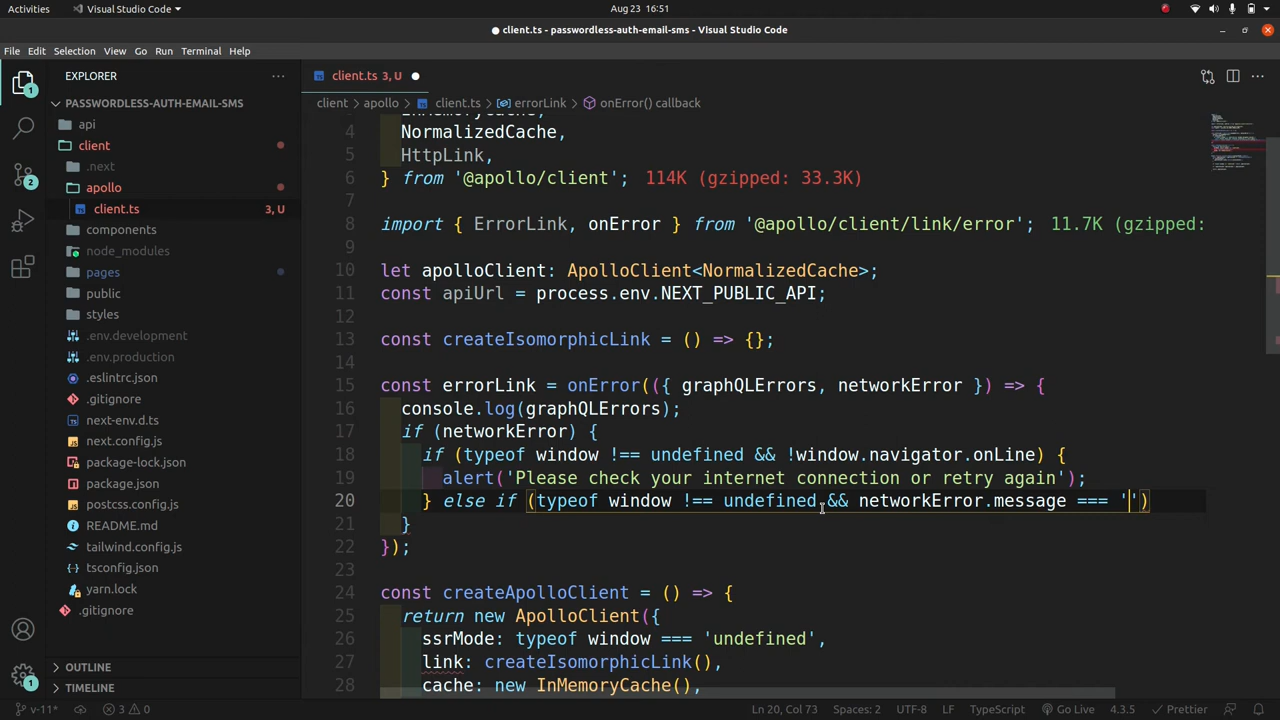 Activities
Visual Studio Code
Aug 23 16:51
client.ts - passwordless-auth-email-sms - Visual Studio Code
File Edit Selection View Go Run Terminal Help
EXPLORER
PASSWORDLESS-AUTH-EMAIL-SMS
api
client
.next
apollo
client.ts 3, U
components
node_modules
pages
public
styles
.env.development
.env.production
.eslintrc.json
.gitignore
next-env.d.ts
next.config.js
package-lock.json
package.json
postcss.config.js
README.md
tailwind.config.js
tsconfig.json
yarn.lock
.gitignore
OUTLINE
TIMELINE
1
2
1
client.ts 3, U
client > apollo > client.ts > errorLink > onError() callback
4 NormalizedCache,
5 HttpLink,
6 } from '@apollo/client'; 114K (gzipped: 33.3K)
7
8 import { ErrorLink, onError } from '@apollo/client/link/error'; 11.7K (gzipped:
9
10 let apolloClient: ApolloClient<NormalizedCache>;
11 const apiUrl = process.env.NEXT_PUBLIC_API;
12
13 const createIsomorphicLink = () => {};
14
15 const errorLink = onError(({ graphQLErrors, networkError }) => {
16 console.log(graphQLErrors);
17 if (networkError) {
18 if (typeof window !== undefined && !window.navigator.onLine) {
19 alert('Please check your internet connection or retry again');
20 } else if (typeof window !== undefined && networkError.message === '')
21 }
22 });
23
24 const createApolloClient = () => {
25 return new ApolloClient({
26 ssrMode: typeof window === 'undefined',
27 link: createIsomorphicLink(),
28 cache: new InMemoryCache(),
v-11* 3 0 Ln 20, Col 73 Spaces: 2 UTF-8 LF TypeScript Go Live 4.3.5 Prettier